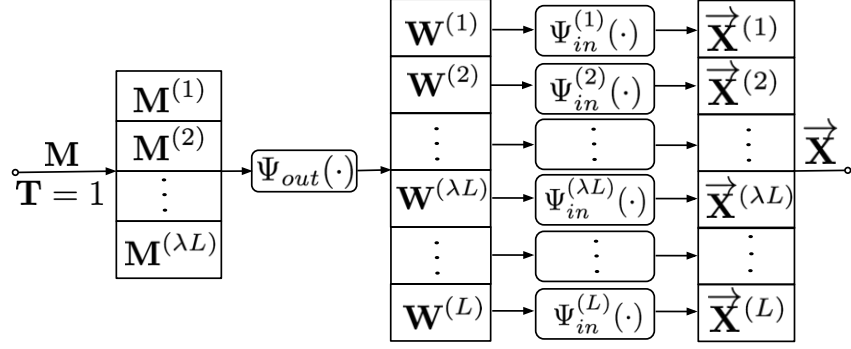 M
T = 1
M^(1)
M^(2)
⋮
M^(λL)
Ψ_out(·)
W^(1)
W^(2)
⋮
W^(λL)
⋮
W^(L)
Ψ_in^(1)(·)
Ψ_in^(2)(·)
⋮
Ψ_in^(λL)(·)
⋮
Ψ_in^(L)(·)
X⃗^(1)
X⃗^(2)
⋮
X⃗^(λL)
⋮
X⃗^(L)
X⃗